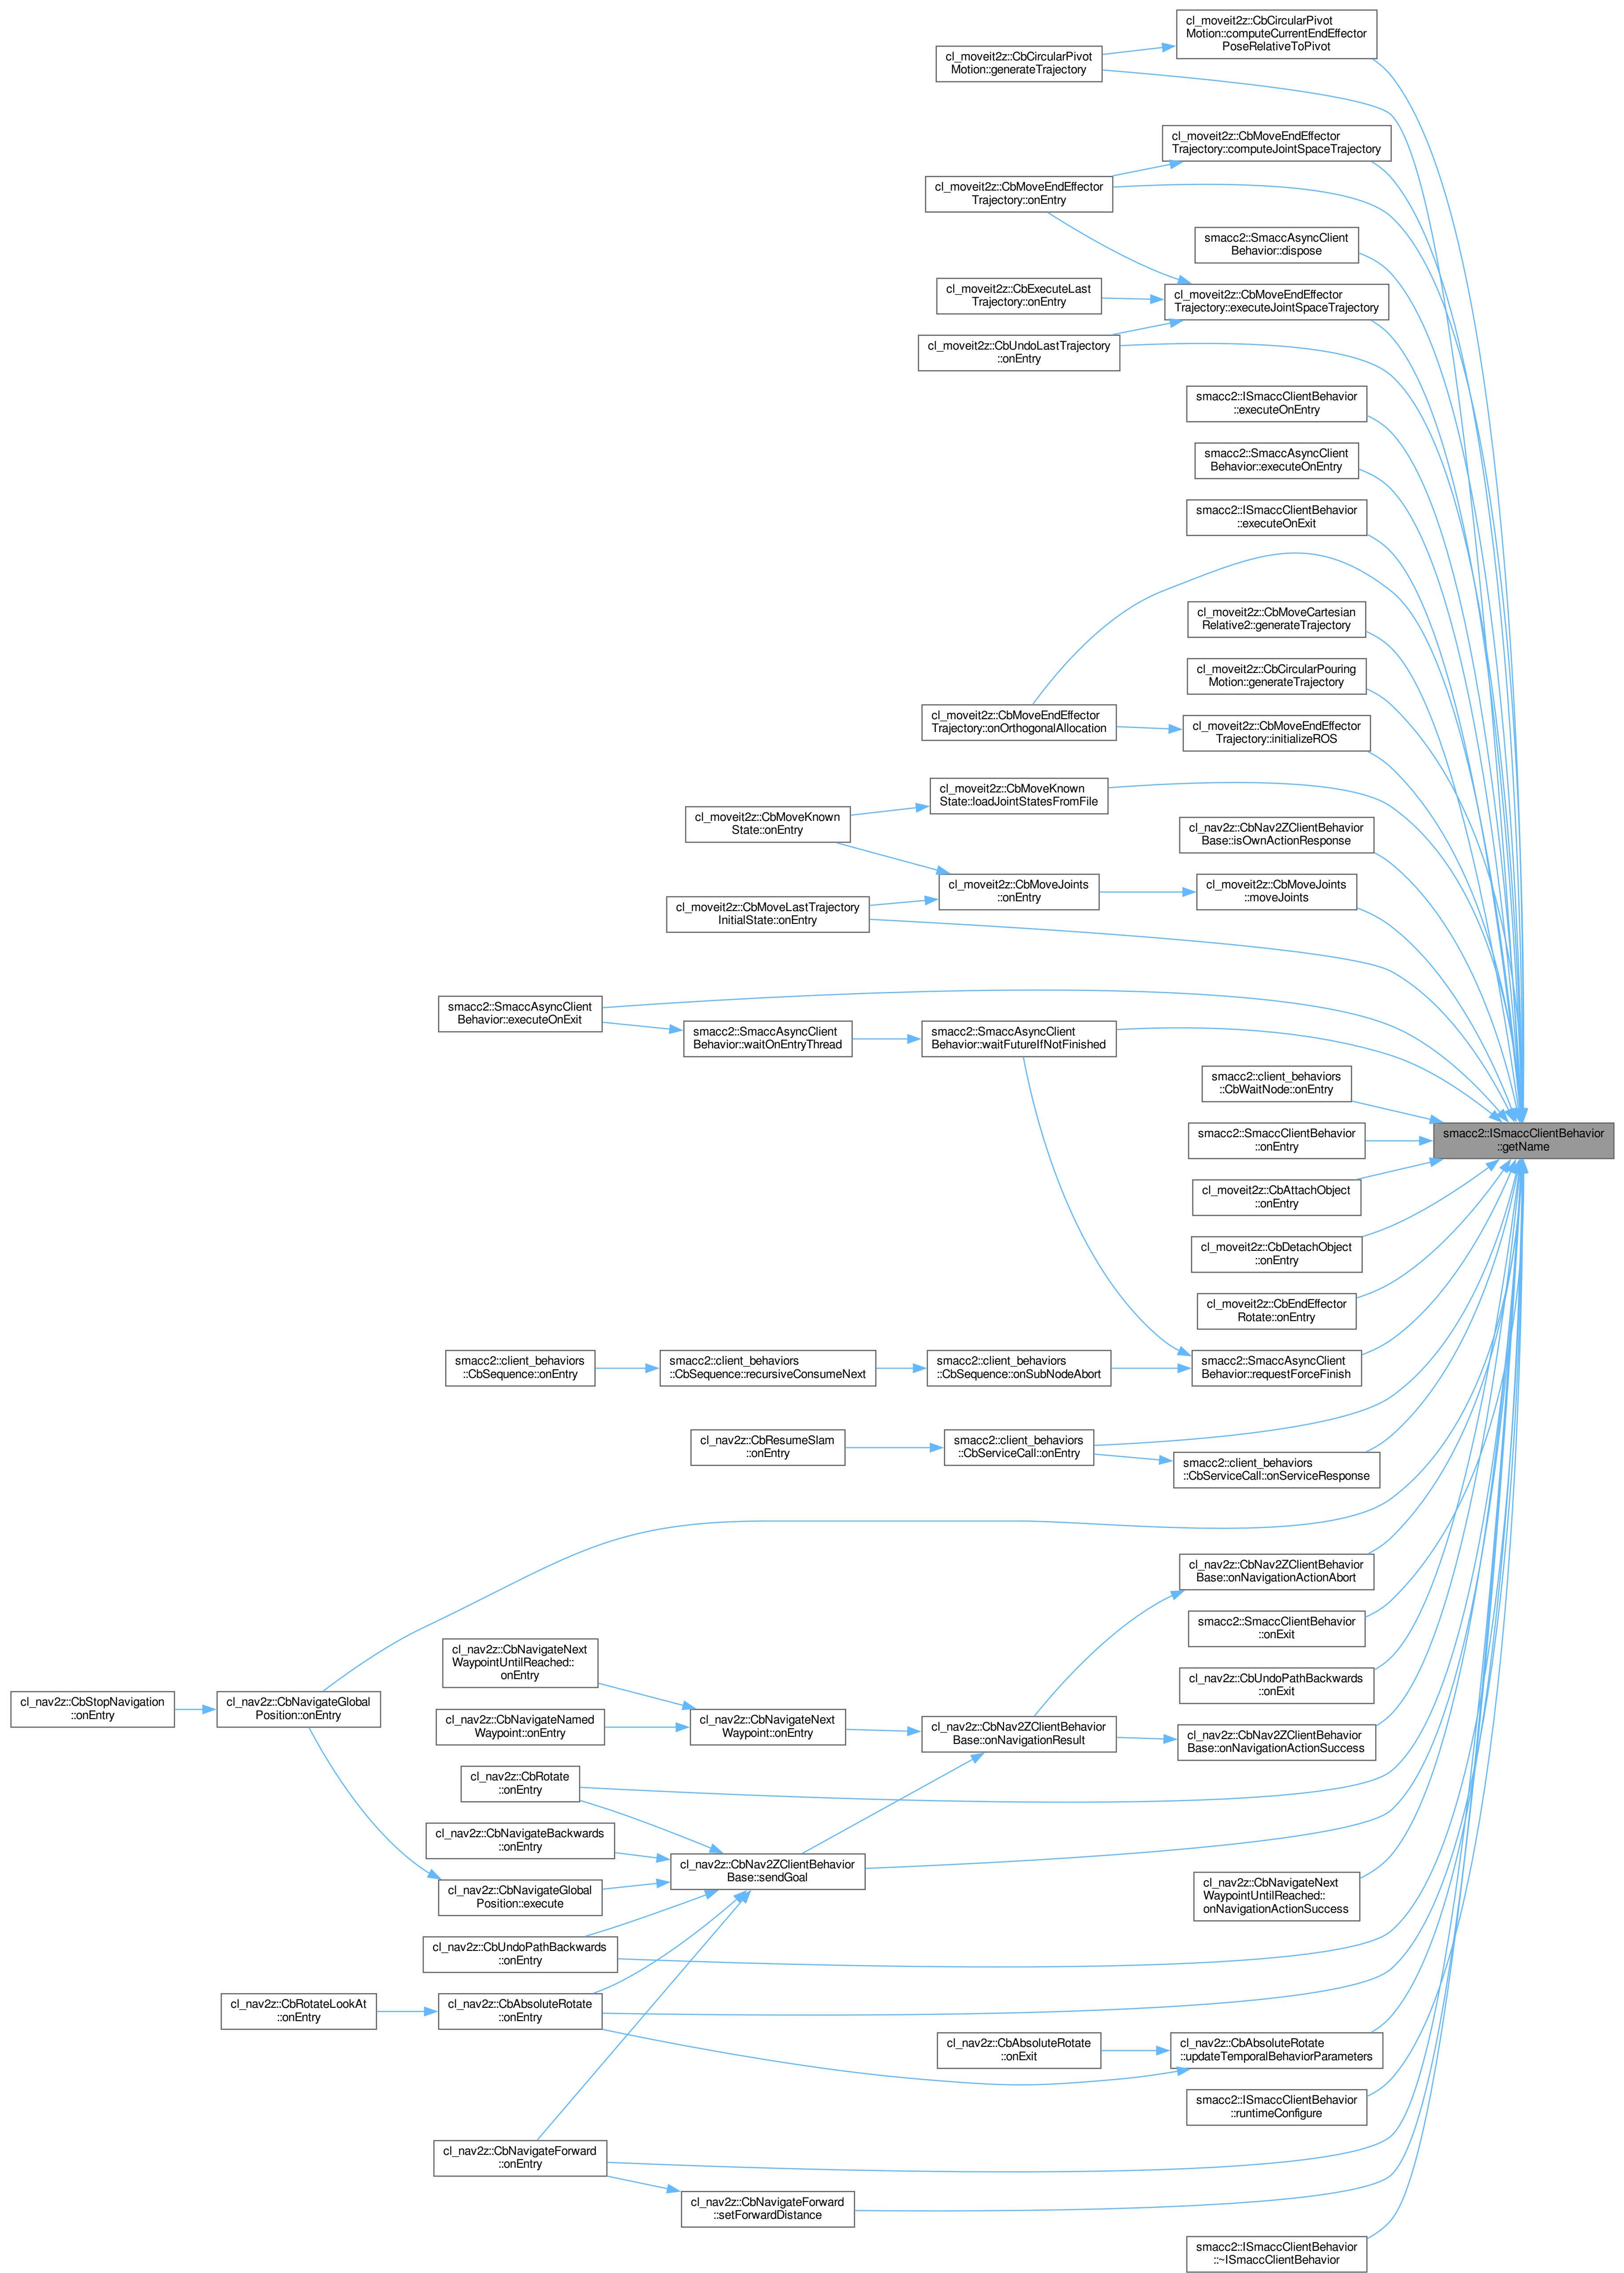 cl_moveit2z::CbCircularPivot
Motion::computeCurrentEndEffector
PoseRelativeToPivot
cl_moveit2z::CbCircularPivot
Motion::generateTrajectory
cl_moveit2z::CbMoveEndEffector
Trajectory::computeJointSpaceTrajectory
cl_moveit2z::CbMoveEndEffector
Trajectory::onEntry
smacc2::SmaccAsyncClient
Behavior::dispose
cl_moveit2z::CbExecuteLast
Trajectory::onEntry
cl_moveit2z::CbMoveEndEffector
Trajectory::executeJointSpaceTrajectory
cl_moveit2z::CbUndoLastTrajectory
::onEntry
smacc2::ISmaccClientBehavior
::executeOnEntry
smacc2::SmaccAsyncClient
Behavior::executeOnEntry
smacc2::ISmaccClientBehavior
::executeOnExit
cl_moveit2z::CbMoveCartesian
Relative2::generateTrajectory
cl_moveit2z::CbCircularPouring
Motion::generateTrajectory
cl_moveit2z::CbMoveEndEffector
Trajectory::onOrthogonalAllocation
cl_moveit2z::CbMoveEndEffector
Trajectory::initializeROS
cl_moveit2z::CbMoveKnown
State::loadJointStatesFromFile
cl_moveit2z::CbMoveKnown
State::onEntry
cl_nav2z::CbNav2ZClientBehavior
Base::isOwnActionResponse
cl_moveit2z::CbMoveJoints
::onEntry
cl_moveit2z::CbMoveJoints
::moveJoints
cl_moveit2z::CbMoveLastTrajectory
InitialState::onEntry
smacc2::SmaccAsyncClient
Behavior::executeOnExit
smacc2::SmaccAsyncClient
Behavior::waitOnEntryThread
smacc2::SmaccAsyncClient
Behavior::waitFutureIfNotFinished
smacc2::client_behaviors
::CbWaitNode::onEntry
smacc2::ISmaccClientBehavior
::getName
smacc2::SmaccClientBehavior
::onEntry
cl_moveit2z::CbAttachObject
::onEntry
cl_moveit2z::CbDetachObject
::onEntry
cl_moveit2z::CbEndEffector
Rotate::onEntry
smacc2::client_behaviors
::CbSequence::onEntry
smacc2::client_behaviors
::CbSequence::recursiveConsumeNext
smacc2::client_behaviors
::CbSequence::onSubNodeAbort
smacc2::SmaccAsyncClient
Behavior::requestForceFinish
cl_nav2z::CbResumeSlam
::onEntry
smacc2::client_behaviors
::CbServiceCall::onEntry
smacc2::client_behaviors
::CbServiceCall::onServiceResponse
cl_nav2z::CbNav2ZClientBehavior
Base::onNavigationActionAbort
smacc2::SmaccClientBehavior
::onExit
cl_nav2z::CbNavigateNext
WaypointUntilReached::
onEntry
cl_nav2z::CbUndoPathBackwards
::onExit
cl_nav2z::CbStopNavigation
::onEntry
cl_nav2z::CbNavigateGlobal
Position::onEntry
cl_nav2z::CbNavigateNamed
Waypoint::onEntry
cl_nav2z::CbNavigateNext
Waypoint::onEntry
cl_nav2z::CbNav2ZClientBehavior
Base::onNavigationResult
cl_nav2z::CbNav2ZClientBehavior
Base::onNavigationActionSuccess
cl_nav2z::CbRotate
::onEntry
cl_nav2z::CbNavigateBackwards
::onEntry
cl_nav2z::CbNav2ZClientBehavior
Base::sendGoal
cl_nav2z::CbNavigateGlobal
Position::execute
cl_nav2z::CbNavigateNext
WaypointUntilReached::
onNavigationActionSuccess
cl_nav2z::CbUndoPathBackwards
::onEntry
cl_nav2z::CbRotateLookAt
::onEntry
cl_nav2z::CbAbsoluteRotate
::onEntry
cl_nav2z::CbAbsoluteRotate
::onExit
cl_nav2z::CbAbsoluteRotate
::updateTemporalBehaviorParameters
smacc2::ISmaccClientBehavior
::runtimeConfigure
cl_nav2z::CbNavigateForward
::onEntry
cl_nav2z::CbNavigateForward
::setForwardDistance
smacc2::ISmaccClientBehavior
::~ISmaccClientBehavior